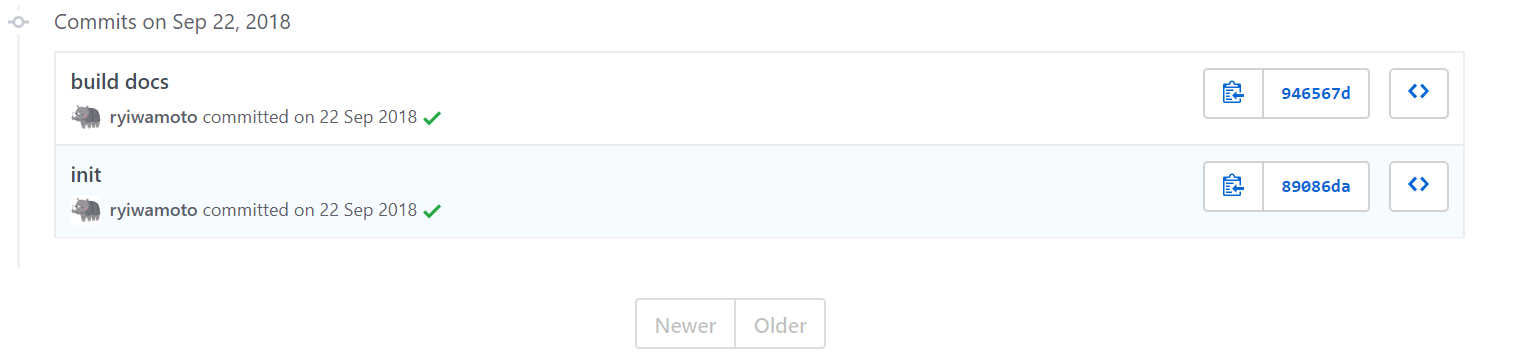 Commits on Sep 22, 2018
build docs
946567d
ryiwamoto committed on 22 Sep 2018
init
89086da
ryiwamoto committed on 22 Sep 2018
Newer Older